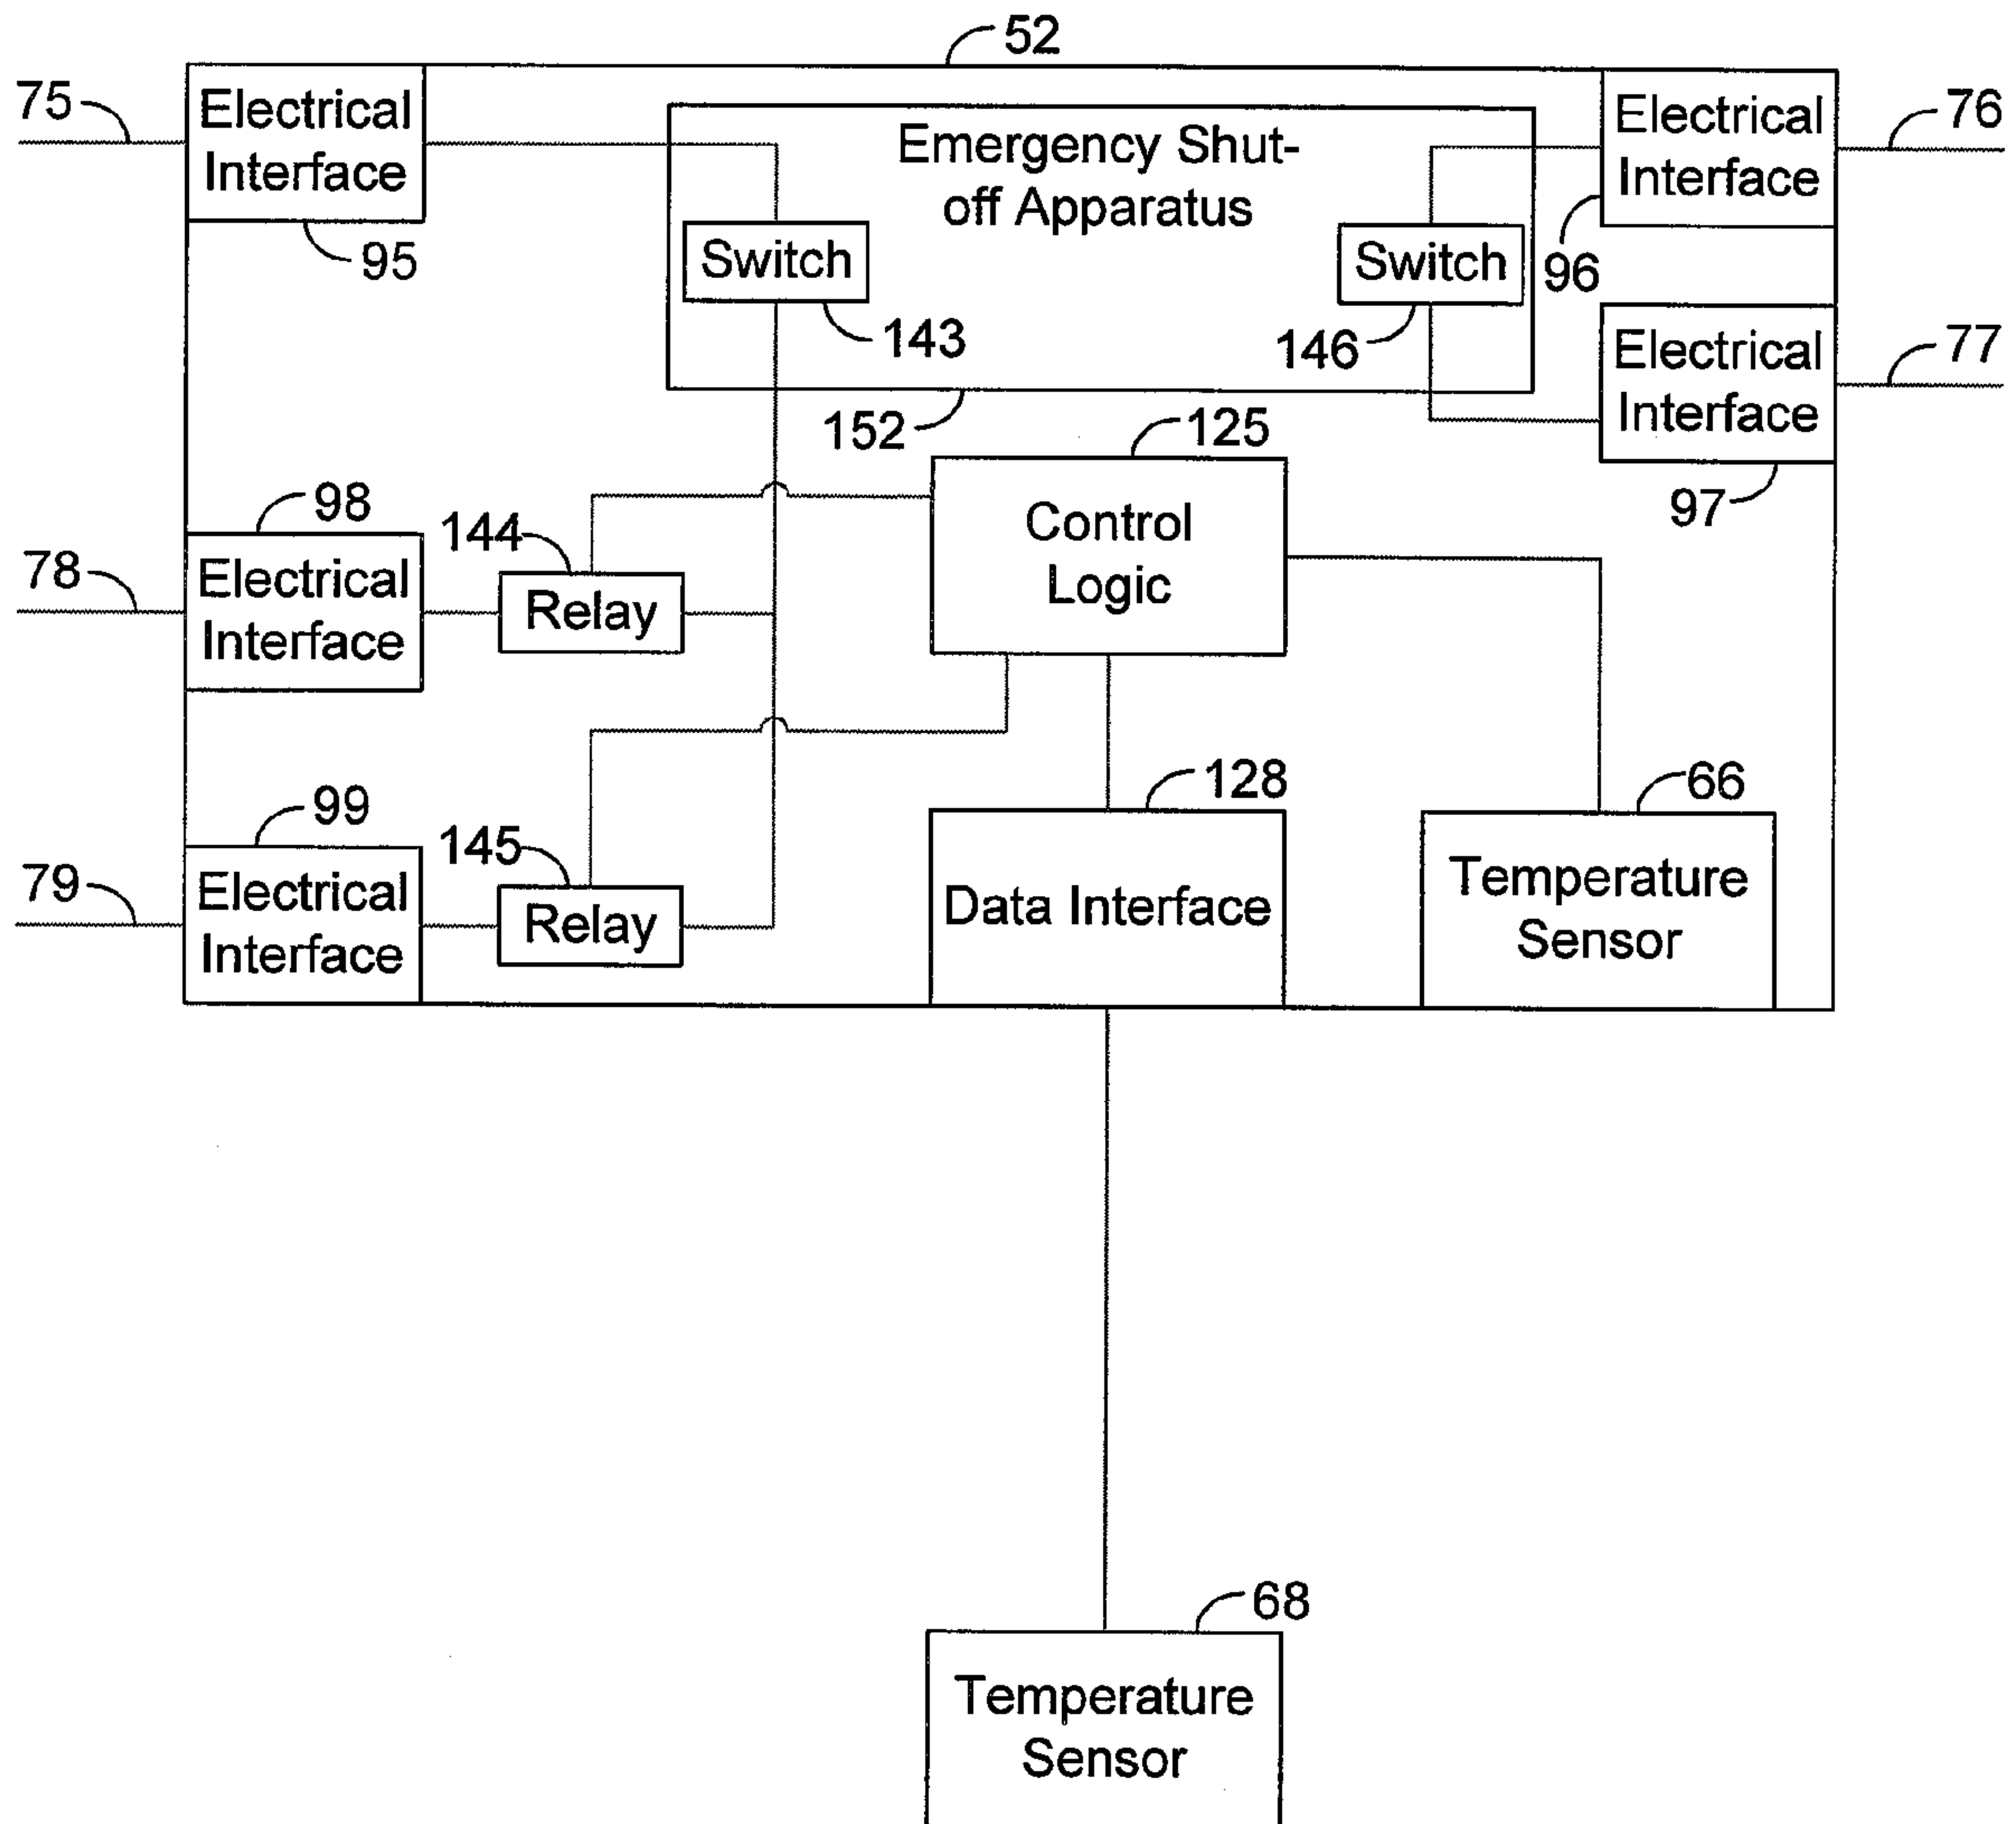 52
75
Electrical
Interface
95
Emergency Shut-
off Apparatus
Electrical
Interface
76
96
Switch
143
Switch
146
152
Electrical
Interface
77
97
125
Control
Logic
98
78
Electrical
Interface
144
Relay
99
79
Electrical
Interface
145
Relay
128
Data Interface
66
Temperature
Sensor
68
Temperature
Sensor